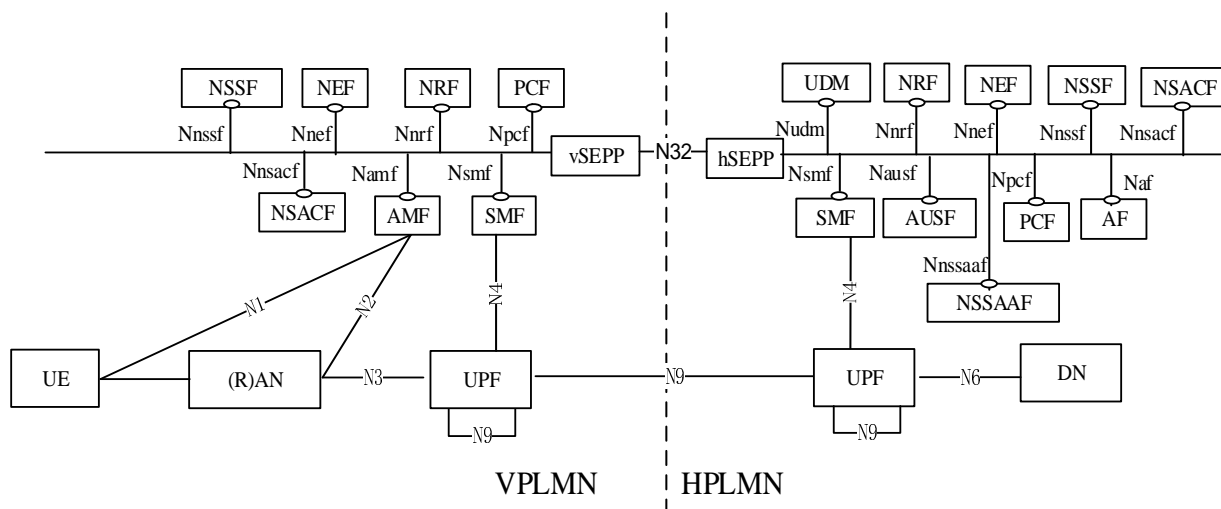 NSSF NEF NRF PCF UDM NRF NEF NSSF NSACF
Nnssf Nnef Nnrf Npcf Nudm Nnrf Nnef Nnssf Nnsacf
vSEPP N32 hSEPP
Nnsacf Namf Nsmf Nsmf Nausf Npcf Naf
NSACF AMF SMF SMF AUSF PCF AF
Nnssaaf
NSSAAF
N1 N2 N4 N4
UE (R)AN N3 UPF N9 UPF N6 DN
N9 N9
VPLMN HPLMN